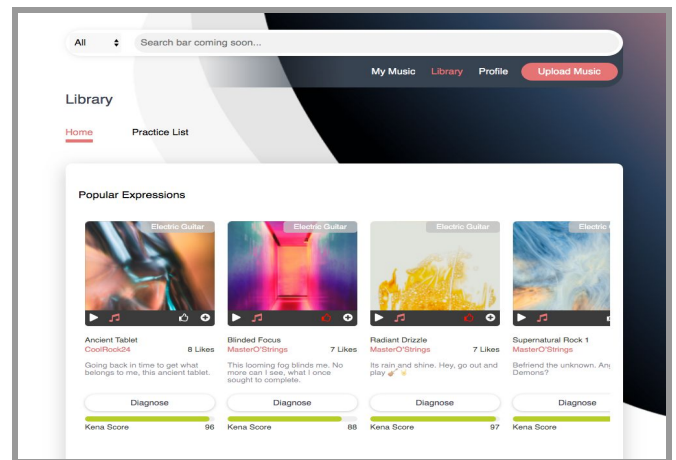 All
Search bar coming soon...
My Music Library Profile Upload Music
Library
Home Practice List
Popular Expressions
Electric Guitar
Electric Guitar
Electric Guitar
Electric
Ancient Tablet
CoolRock24 8 Likes
Going back in time to get what
belongs to me, this ancient tablet.
Diagnose
Kena Score 96
Blinded Focus
MasterO'Strings 7 Likes
This looming fog blinds me. No
more can I see, what I once
sought to complete.
Diagnose
Kena Score 88
Radiant Drizzle
MasterO'Strings 7 Likes
Its rain and shine. Hey, go out and
play
Diagnose
Kena Score 97
Supernatural Rock 1
MasterO'Strings
Befriend the unknown.
Demons?
Diagnose
Kena Score